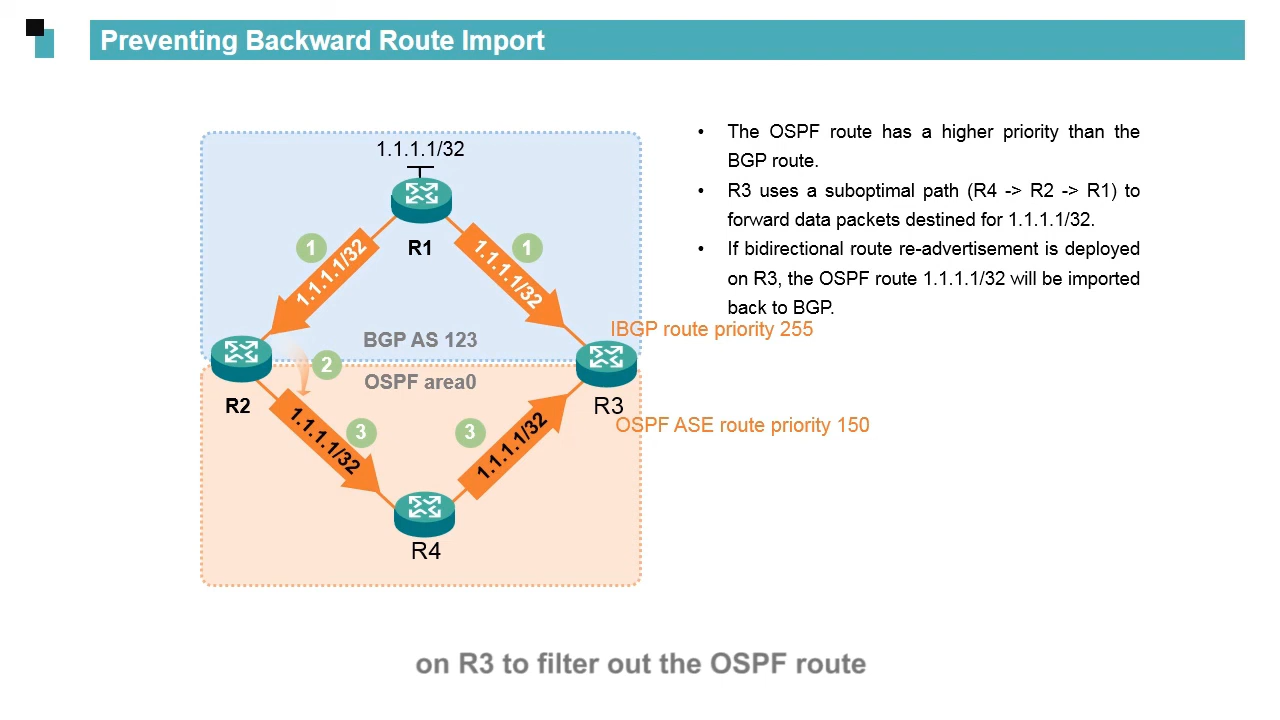 Preventing Backward Route Import
1.1.1.1/32
R1
1
1
1.1.1.1/32
1.1.1.1/32
BGP AS 123
IBGP route priority 255
R2
2
OSPF area0
R3
OSPF ASE route priority 150
1.1.1.1/32
3
3
1.1.1.1/32
R4
• The OSPF route has a higher priority than the
BGP route.
• R3 uses a suboptimal path (R4 -> R2 -> R1) to
forward data packets destined for 1.1.1.1/32.
• If bidirectional route re-advertisement is deployed
on R3, the OSPF route 1.1.1.1/32 will be imported
back to BGP.
on R3 to filter out the OSPF route